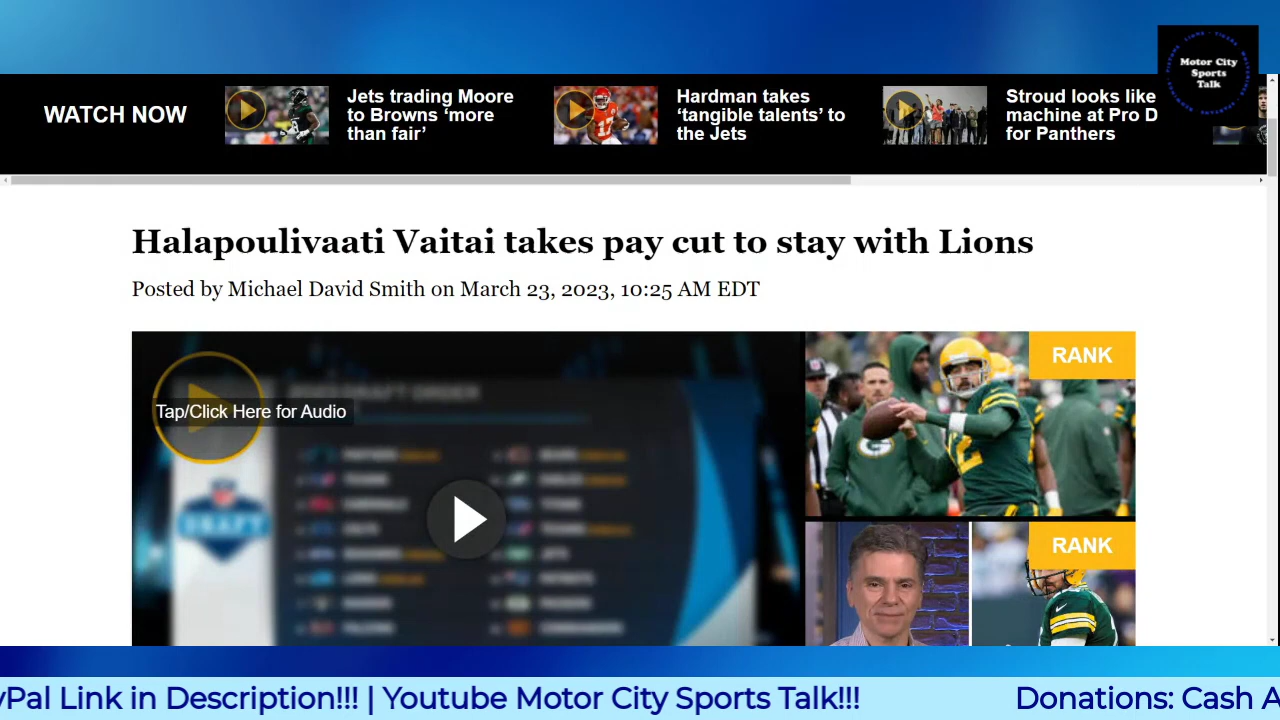 Motor City
Sports
Talk
WATCH NOW
Jets trading Moore
to Browns ‘more
than fair’
Hardman takes
‘tangible talents’ to
the Jets
Stroud looks like
machine at Pro D
for Panthers
Halapoulivaati Vaitai takes pay cut to stay with Lions
Posted by Michael David Smith on March 23, 2023, 10:25 AM EDT
Tap/Click Here for Audio
DRAFT
RANK
RANK
yPal Link in Description!!! | Youtube Motor City Sports Talk!!! Donations: Cash A